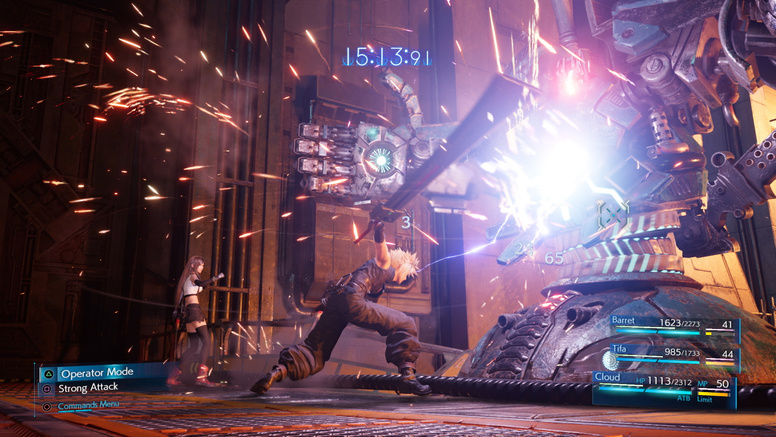 15:13:91
3
65
Barret 1623/2273 41
Tifa 985/1733 44
Cloud HP 1113/2312 MP 50
ATB Limit
Operator Mode
Strong Attack
Commands Menu